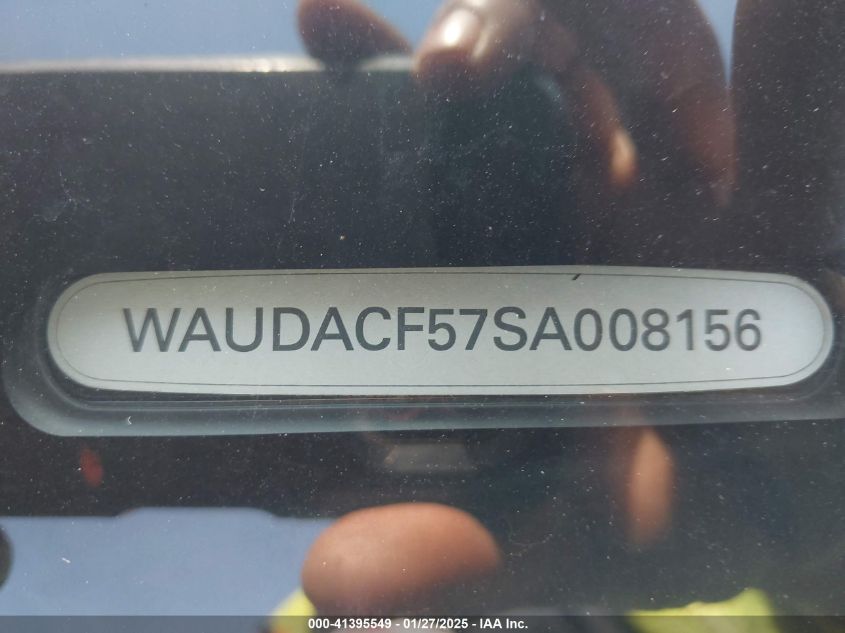 WAUDACF57SA008156
000-41395549 - 01/27/2025 - IAA Inc.